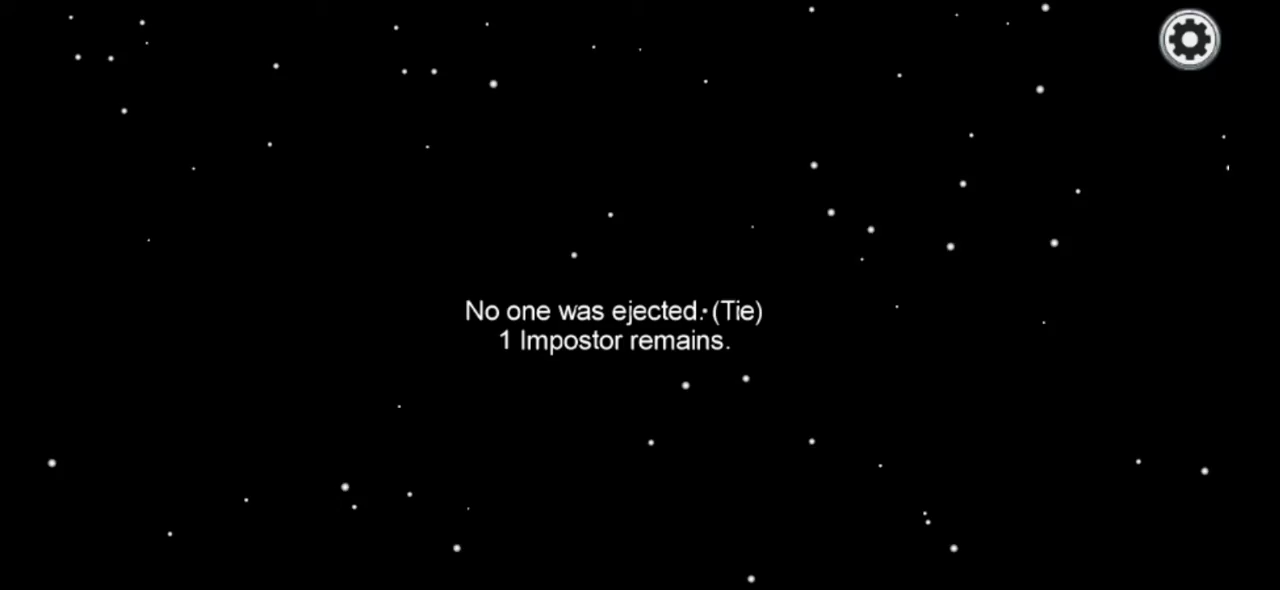 No one was ejected. (Tie)
1 Impostor remains.